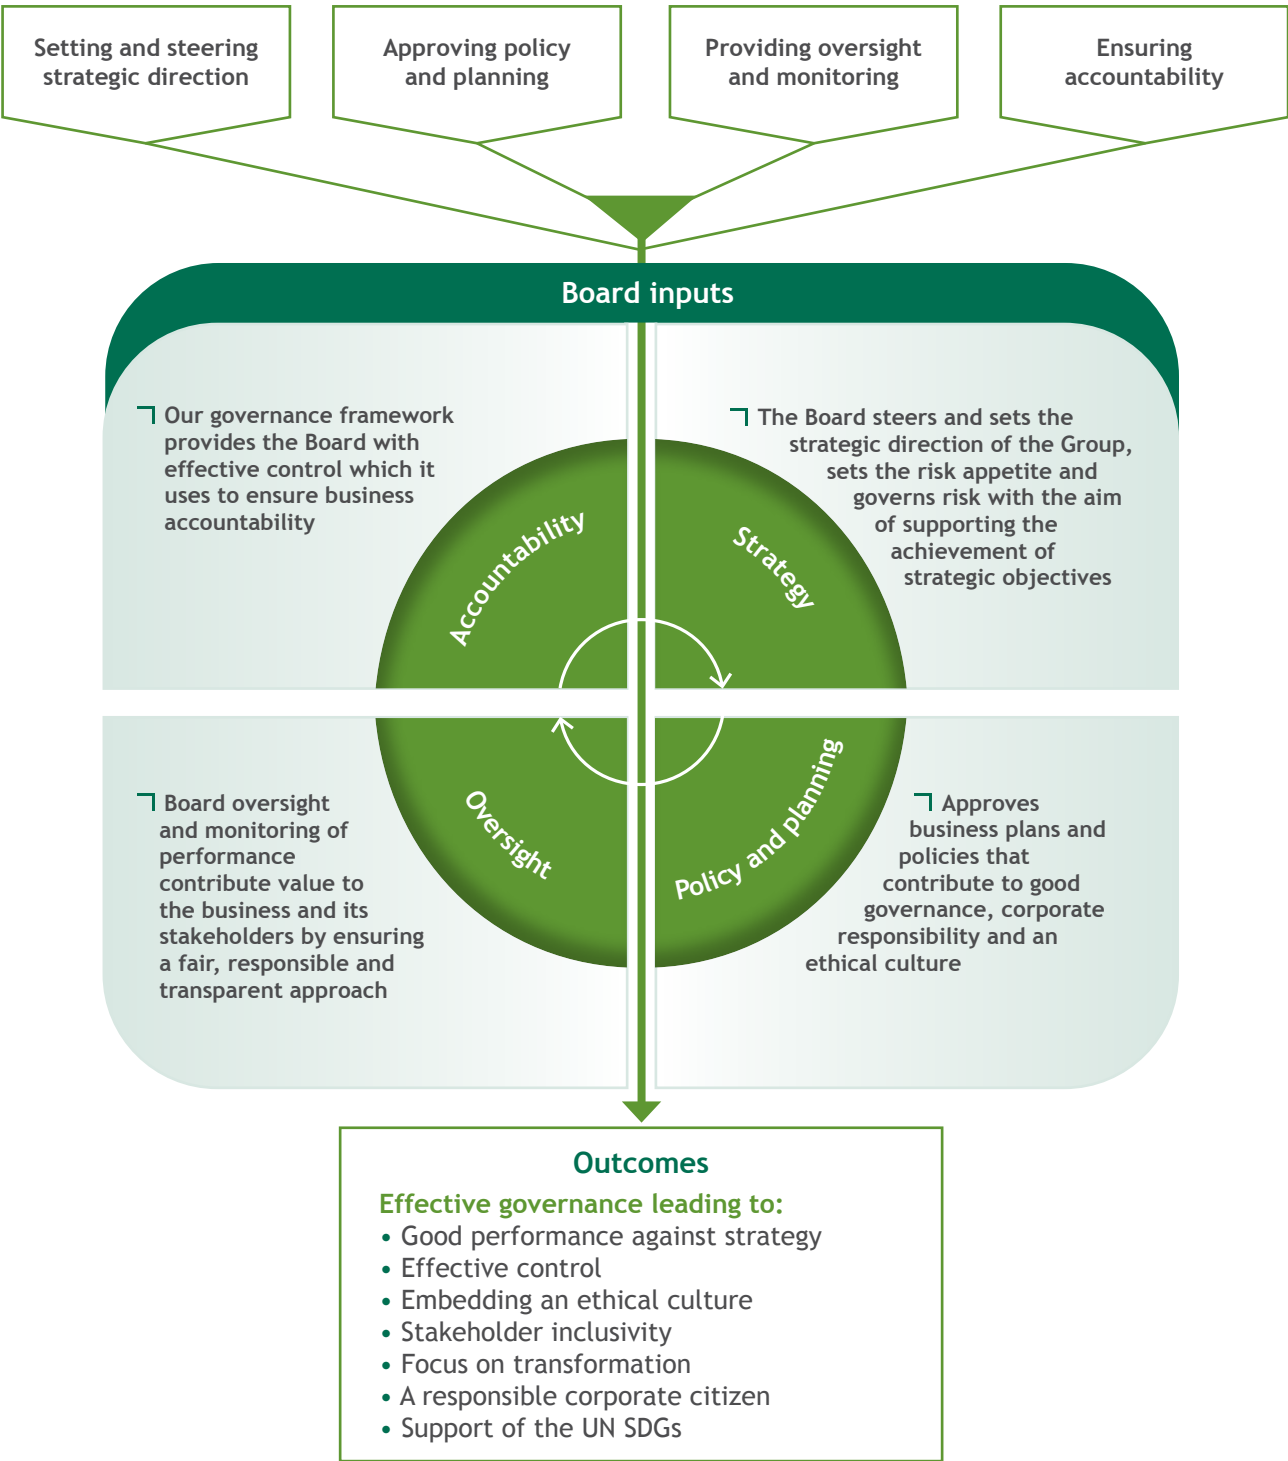 Setting and steering
strategic direction
Approving policy
and planning
Providing oversight
and monitoring
Ensuring
accountability
Board inputs
Our governance framework
provides the Board with
effective control which it
uses to ensure business
accountability
The Board steers and sets the
strategic direction of the Group,
sets the risk appetite and
governs risk with the aim
of supporting the
achievement of
strategic objectives
Accountability
Strategy
Oversight
Policy and planning
Board oversight
and monitoring of
performance
contribute value to
the business and its
stakeholders by ensuring
a fair, responsible and
transparent approach
Approves
business plans and
policies that
contribute to good
governance, corporate
responsibility and an
ethical culture
Outcomes
Effective governance leading to:
• Good performance against strategy
• Effective control
• Embedding an ethical culture
• Stakeholder inclusivity
• Focus on transformation
• A responsible corporate citizen
• Support of the UN SDGs